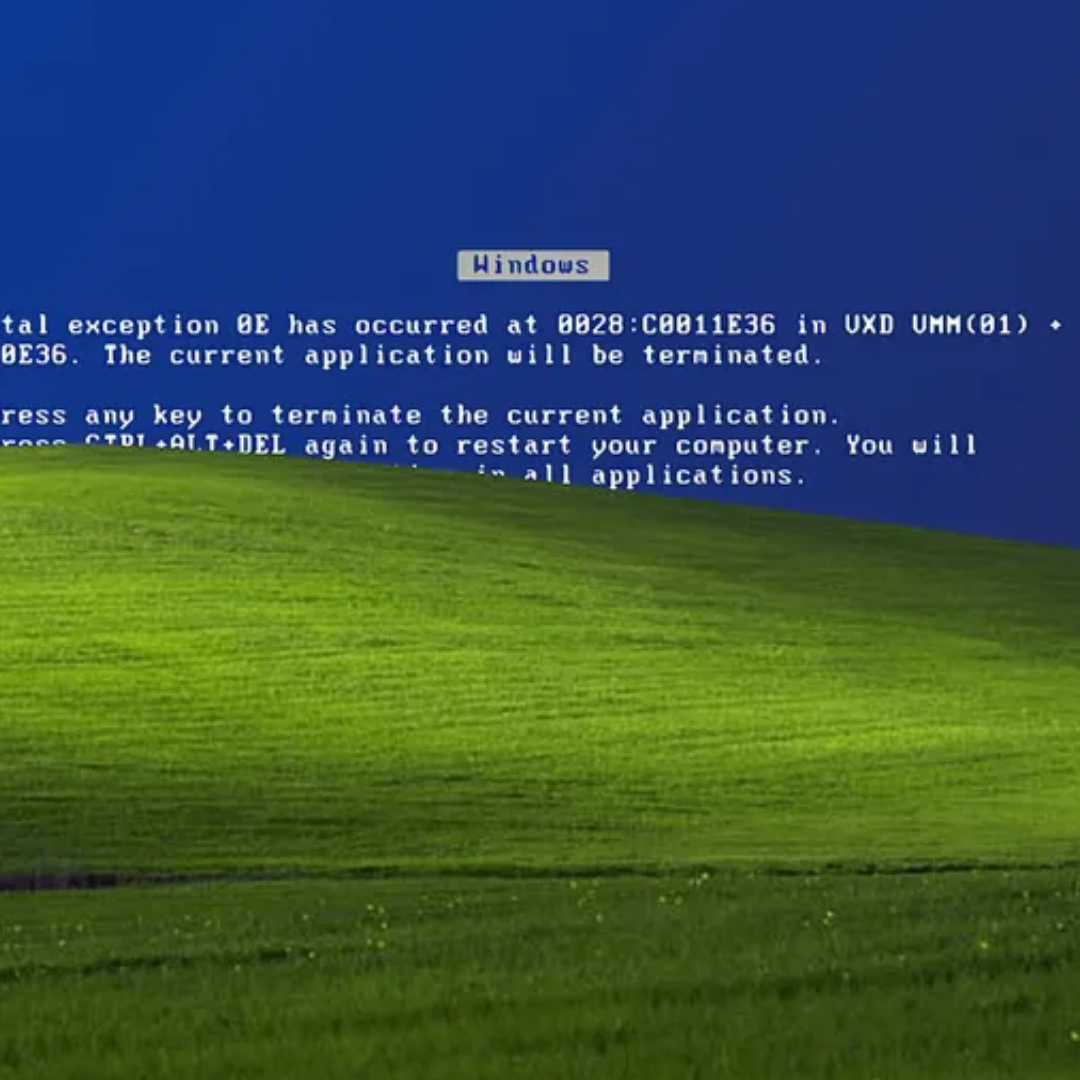 Windows
tal exception 0E has occurred at 0028:C0011E36 in VXD VMM(01) +
0E36. The current application will be terminated.
ress any key to terminate the current application.
ress CTRL+ALT+DEL again to restart your computer. You will
in all applications.